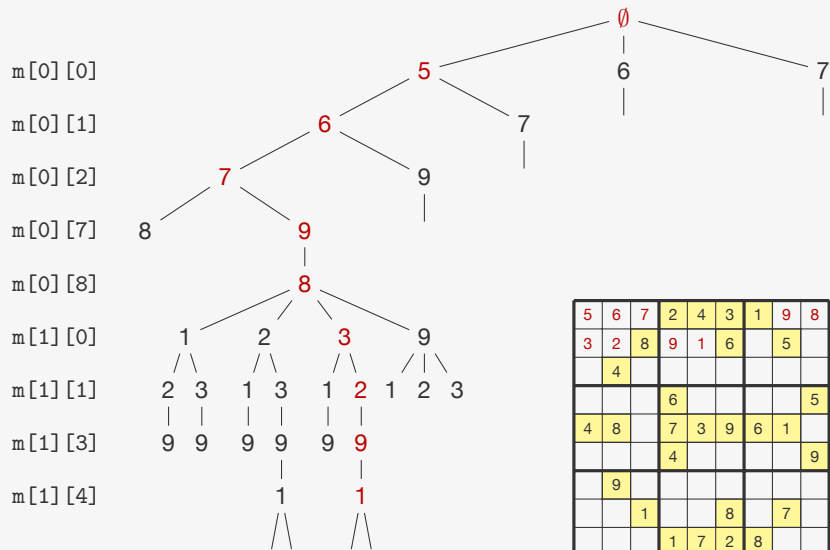 ∅
m[0][0] 5 6 7
m[0][1] 6 7
m[0][2] 7 9
m[0][7] 8 9
m[0][8] 8
m[1][0] 1 2 3 9
m[1][1] 2 3 1 3 1 2 1 2 3
m[1][3] 9 9 9 9 9 9
m[1][4] 1 1
5 6 7 2 4 3 1 9 8
3 2 8 9 1 6 5
4
6 5
4 8 7 3 9 6 1
4 9
9
1 8 7
1 7 2 8